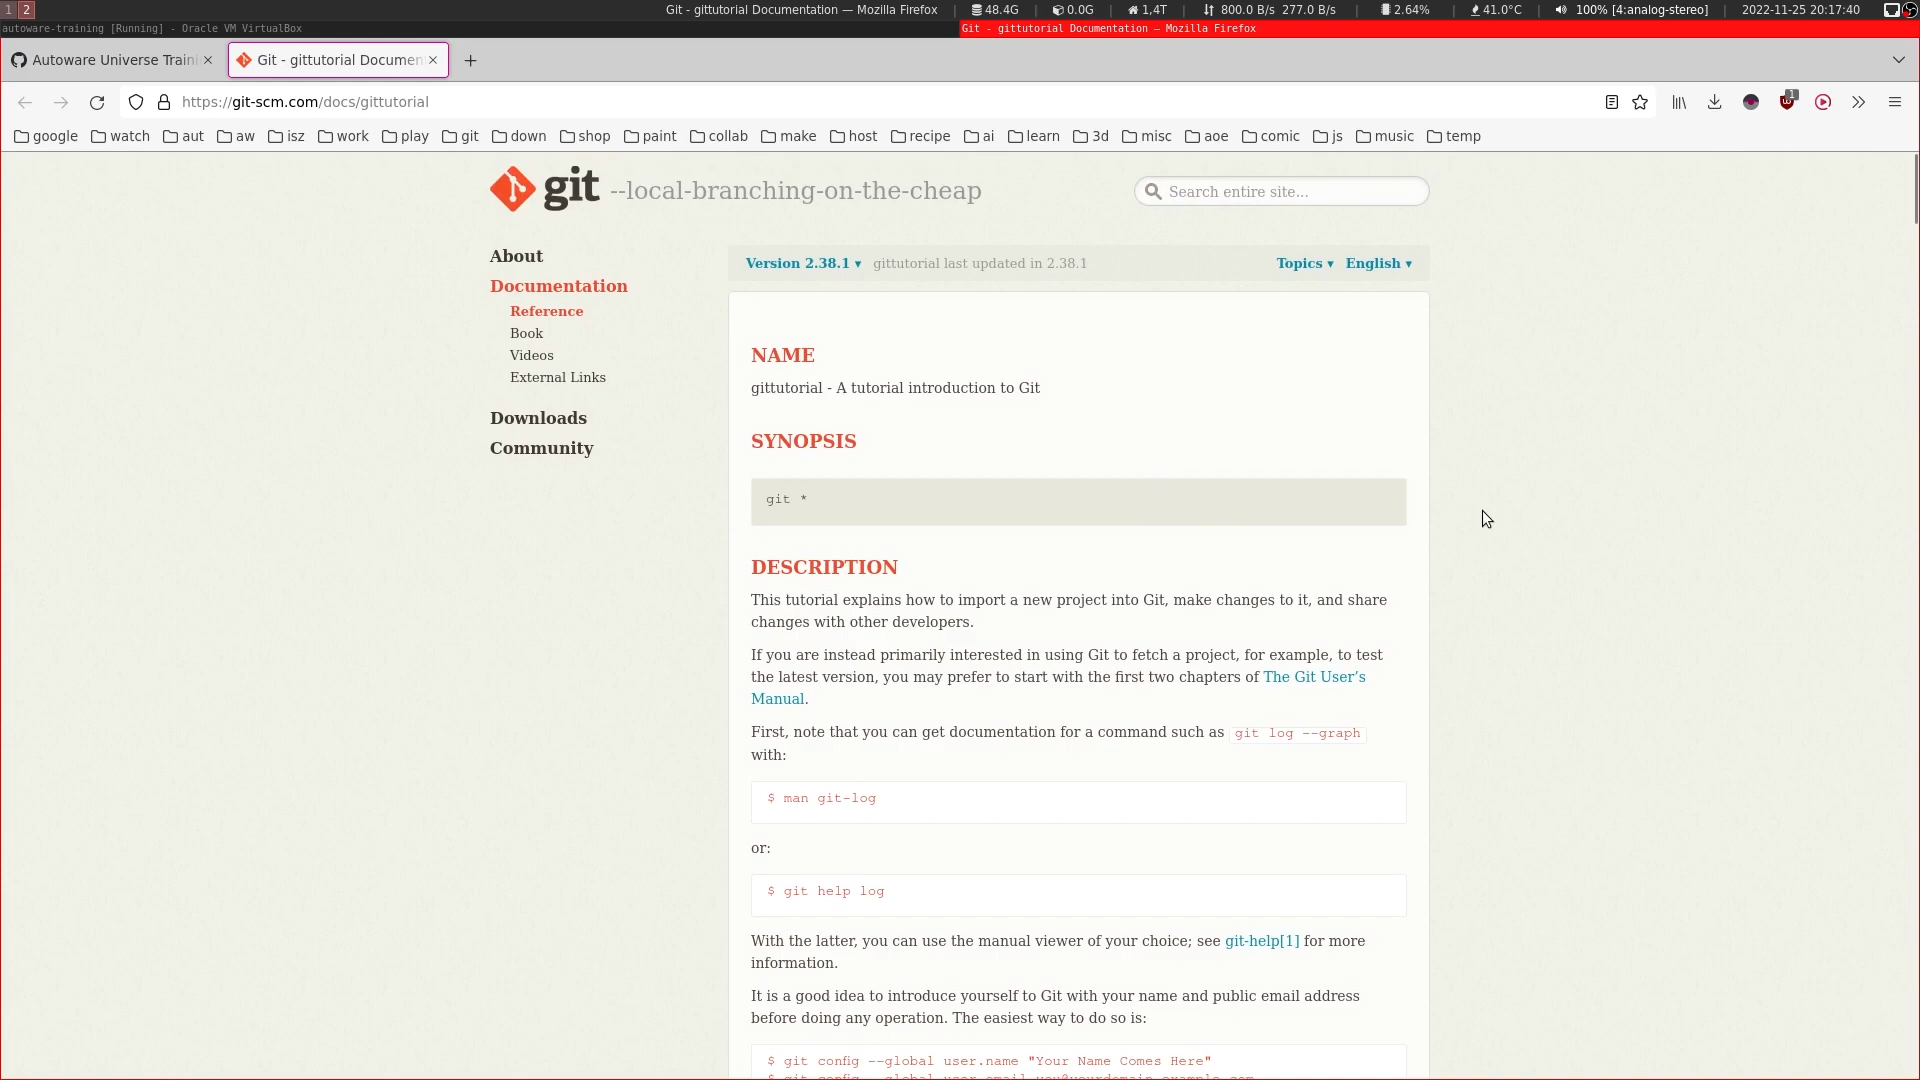 1 2
Git - gittutorial Documentation — Mozilla Firefox | 48.4G | 0.0G | 1,4T | 800.0 B/s 277.0 B/s | 2.64% | 41.0°C | 100% [4:analog-stereo] | 2022-11-25 20:17:40
autoware-training [Running] - Oracle VM VirtualBox
Git - gittutorial Documentation — Mozilla Firefox
Autoware Universe Traini
Git - gittutorial Documen
https://git-scm.com/docs/gittutorial
1
google watch aut aw isz work play git down shop paint collab make host recipe ai learn 3d misc aoe comic js music temp
git --local-branching-on-the-cheap
Search entire site...
About
Documentation
Reference
Book
Videos
External Links
Downloads
Community
Version 2.38.1 ▾ gittutorial last updated in 2.38.1
Topics ▾ English ▾
NAME
gittutorial - A tutorial introduction to Git
SYNOPSIS
git *
DESCRIPTION
This tutorial explains how to import a new project into Git, make changes to it, and share
changes with other developers.
If you are instead primarily interested in using Git to fetch a project, for example, to test
the latest version, you may prefer to start with the first two chapters of The Git User’s
Manual.
First, note that you can get documentation for a command such as git log --graph
with:
$ man git-log
or:
$ git help log
With the latter, you can use the manual viewer of your choice; see git-help[1] for more
information.
It is a good idea to introduce yourself to Git with your name and public email address
before doing any operation. The easiest way to do so is:
$ git config --global user.name "Your Name Comes Here"
$ git config --global user.email you@yourdomain.example.com